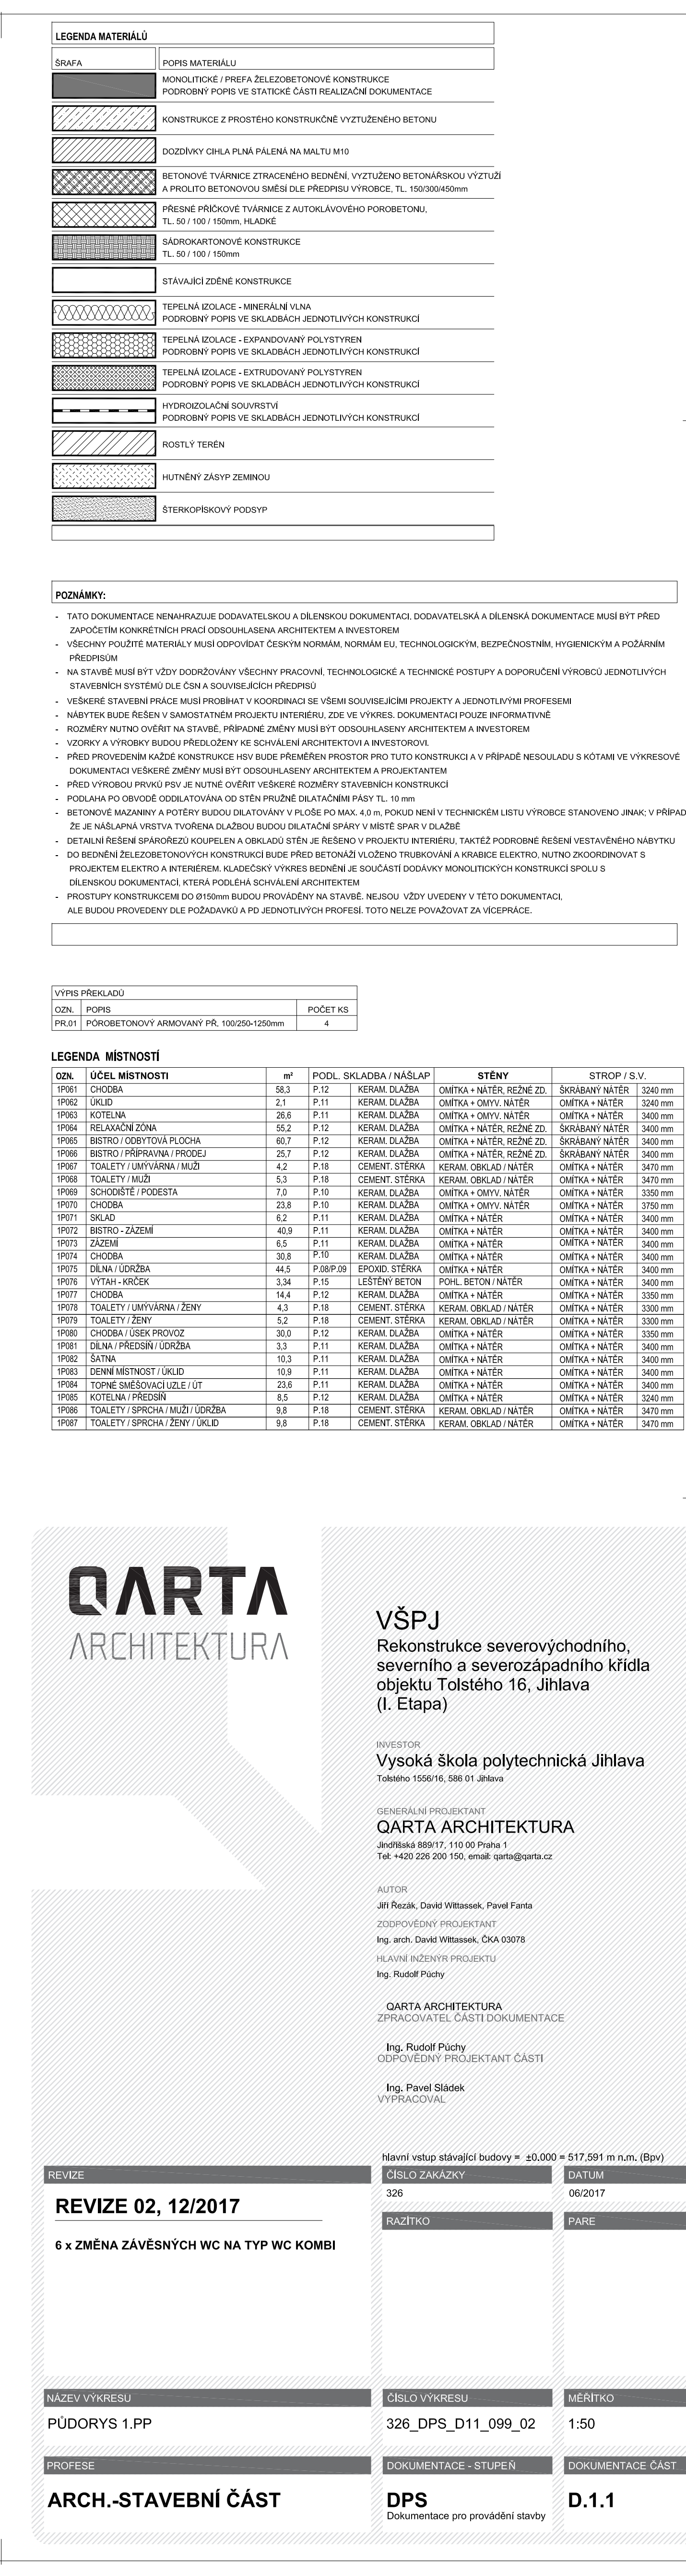 LEGENDA MATERIÁLŮ
ŠRAFA POPIS MATERIÁLU
MONOLITICKÉ / PREFA ŽELEZOBETONOVÉ KONSTRUKCE
PODROBNÝ POPIS VE STATICKÉ ČÁSTI REALIZAČNÍ DOKUMENTACE
KONSTRUKCE Z PROSTÉHO KONSTRUKČNĚ VYZTUŽENÉHO BETONU
DOZDÍVKY CIHLA PLNÁ PÁLENÁ NA MALTU M10
BETONOVÉ TVÁRNICE ZTRACENÉHO BEDNĚNÍ, VYZTUŽENO BETONÁŘSKOU VÝZTUŽÍ
A PROLITO BETONOVOU SMĚSÍ DLE PŘEDPISU VÝROBCE, TL. 150/300/450mm
PŘESNÉ PŘÍČKOVÉ TVÁRNICE Z AUTOKLÁVOVÉHO POROBETONU,
TL. 50 / 100 / 150mm, HLADKÉ
SÁDROKARTONOVÉ KONSTRUKCE
TL. 50 / 100 / 150mm
STÁVAJÍCÍ ZDĚNÉ KONSTRUKCE
TEPELNÁ IZOLACE - MINERÁLNÍ VLNA
PODROBNÝ POPIS VE SKLADBÁCH JEDNOTLIVÝCH KONSTRUKCÍ
TEPELNÁ IZOLACE - EXPANDOVANÝ POLYSTYREN
PODROBNÝ POPIS VE SKLADBÁCH JEDNOTLIVÝCH KONSTRUKCÍ
TEPELNÁ IZOLACE - EXTRUDOVANÝ POLYSTYREN
PODROBNÝ POPIS VE SKLADBÁCH JEDNOTLIVÝCH KONSTRUKCÍ
HYDROIZOLAČNÍ SOUVRSTVÍ
PODROBNÝ POPIS VE SKLADBÁCH JEDNOTLIVÝCH KONSTRUKCÍ
ROSTLÝ TERÉN
HUTNĚNÝ ZÁSYP ZEMINOU
ŠTERKOPÍSKOVÝ PODSYP
POZNÁMKY:
- TATO DOKUMENTACE NENAHRAZUJE DODAVATELSKOU A DÍLENSKOU DOKUMENTACI, DODAVATELSKÁ A DÍLENSKÁ DOKUMENTACE MUSÍ BÝT PŘED
ZAPOČETÍM KONKRÉTNÍCH PRACÍ ODSOUHLASENA ARCHITEKTEM A INVESTOREM
- VŠECHNY POUŽITÉ MATERIÁLY MUSÍ ODPOVÍDAT ČESKÝM NORMÁM, NORMÁM EU, TECHNOLOGICKÝM, BEZPEČNOSTNÍM, HYGIENICKÝM A POŽÁRNÍM
PŘEDPISŮM
- NA STAVBĚ MUSÍ BÝT VŽDY DODRŽOVÁNY VŠECHNY PRACOVNÍ, TECHNOLOGICKÉ A TECHNICKÉ POSTUPY A DOPORUČENÍ VÝROBCŮ JEDNOTLIVÝCH
STAVEBNÍCH SYSTÉMŮ DLE ČSN A SOUVISEJÍCÍCH PŘEDPISŮ
- VEŠKERÉ STAVEBNÍ PRÁCE MUSÍ PROBÍHAT V KOORDINACI SE VŠEMI SOUVISEJÍCÍMI PROJEKTY A JEDNOTLIVÝMI PROFESEMI
- NÁBYTEK BUDE ŘEŠEN V SAMOSTATNÉM PROJEKTU INTERIÉRU, ZDE VE VÝKRES. DOKUMENTACI POUZE INFORMATIVNĚ
- ROZMĚRY NUTNO OVĚŘIT NA STAVBĚ, PŘÍPADNÉ ZMĚNY MUSÍ BÝT ODSOUHLASENY ARCHITEKTEM A INVESTOREM
- VZORKY A VÝROBKY BUDOU PŘEDLOŽENY KE SCHVÁLENÍ ARCHITEKTOVI A INVESTOROVI.
- PŘED PROVEDENÍM KAŽDÉ KONSTRUKCE HSV BUDE PŘEMĚŘEN PROSTOR PRO TUTO KONSTRUKCI A V PŘÍPADĚ NESOULADU S KÓTAMI VE VÝKRESOVÉ
DOKUMENTACI VEŠKERÉ ZMĚNY MUSÍ BÝT ODSOUHLASENY ARCHITEKTEM A PROJEKTANTEM
- PŘED VÝROBOU PRVKŮ PSV JE NUTNÉ OVĚŘIT VEŠKERÉ ROZMĚRY STAVEBNÍCH KONSTRUKCÍ
- PODLAHA PO OBVODĚ ODDILATOVÁNA OD STĚN PRUŽNĚ DILATAČNÍMI PÁSY TL. 10 mm
- BETONOVÉ MAZANINY A POTĚRY BUDOU DILATOVÁNY V PLOŠE PO MAX. 4,0 m, POKUD NENÍ V TECHNICKÉM LISTU VÝROBCE STANOVENO JINAK; V PŘÍPAD
ŽE JE NÁŠLAPNÁ VRSTVA TVOŘENA DLAŽBOU BUDOU DILATAČNÍ SPÁRY V MÍSTĚ SPAR V DLAŽBĚ
- DETAILNÍ ŘEŠENÍ SPÁROŘEZŮ KOUPELEN A OBKLADŮ STĚN JE ŘEŠENO V PROJEKTU INTERIÉRU, TAKTÉŽ PODROBNÉ ŘEŠENÍ VESTAVĚNÉHO NÁBYTKU
- DO BEDNĚNÍ ŽELEZOBETONOVÝCH KONSTRUKCÍ BUDE PŘED BETONÁŽÍ VLOŽENO TRUBKOVÁNÍ A KRABICE ELEKTRO, NUTNO ZKOORDINOVAT S
PROJEKTEM ELEKTRO A INTERIÉREM. KLADEČSKÝ VÝKRES BEDNĚNÍ JE SOUČÁSTÍ DODÁVKY MONOLITICKÝCH KONSTRUKCÍ SPOLU S
DÍLENSKOU DOKUMENTACÍ, KTERÁ PODLÉHÁ SCHVÁLENÍ ARCHITEKTEM
- PROSTUPY KONSTRUKCEMI DO Ø150mm BUDOU PROVÁDĚNY NA STAVBĚ. NEJSOU VŽDY UVEDENY V TÉTO DOKUMENTACI,
ALE BUDOU PROVEDENY DLE POŽADAVKŮ A PD JEDNOTLIVÝCH PROFESÍ. TOTO NELZE POVAŽOVAT ZA VÍCEPRÁCE.
VÝPIS PŘEKLADŮ
OZN. POPIS POČET KS
PR.01 PÓROBETONOVÝ ARMOVANÝ PŘ. 100/250-1250mm 4
LEGENDA MÍSTNOSTÍ
OZN. ÚČEL MÍSTNOSTI m² PODL. SKLADBA / NÁŠLAP STĚNY STROP / S.V.
1P061 CHODBA 58,3 P.12 KERAM. DLAŽBA OMÍTKA + NÁTĚR, REŽNÉ ZD. ŠKRÁBANÝ NÁTĚR 3240 mm
1P062 ÚKLID 2,1 P.11 KERAM. DLAŽBA OMÍTKA + OMYV. NÁTĚR OMÍTKA + NÁTĚR 3240 mm
1P063 KOTELNA 26,6 P.11 KERAM. DLAŽBA OMÍTKA + OMYV. NÁTĚR OMÍTKA + NÁTĚR 3400 mm
1P064 RELAXAČNÍ ZÓNA 55,2 P.12 KERAM. DLAŽBA OMÍTKA + NÁTĚR, REŽNÉ ZD. ŠKRÁBANÝ NÁTĚR 3400 mm
1P065 BISTRO / ODBYTOVÁ PLOCHA 60,7 P.12 KERAM. DLAŽBA OMÍTKA + NÁTĚR, REŽNÉ ZD. ŠKRÁBANÝ NÁTĚR 3400 mm
1P066 BISTRO / PŘÍPRAVNA / PRODEJ 25,7 P.12 KERAM. DLAŽBA OMÍTKA + NÁTĚR, REŽNÉ ZD. ŠKRÁBANÝ NÁTĚR 3400 mm
1P067 TOALETY / UMÝVÁRNA / MUŽI 4,2 P.18 CEMENT. STĚRKA KERAM. OBKLAD / NÁTĚR OMÍTKA + NÁTĚR 3470 mm
1P068 TOALETY / MUŽI 5,3 P.18 CEMENT. STĚRKA KERAM. OBKLAD / NÁTĚR OMÍTKA + NÁTĚR 3470 mm
1P069 SCHODIŠTĚ / PODESTA 7,0 P.10 KERAM. DLAŽBA OMÍTKA + OMYV. NÁTĚR OMÍTKA + NÁTĚR 3350 mm
1P070 CHODBA 23,8 P.10 KERAM. DLAŽBA OMÍTKA + OMYV. NÁTĚR OMÍTKA + NÁTĚR 3750 mm
1P071 SKLAD 6,2 P.11 KERAM. DLAŽBA OMÍTKA + NÁTĚR OMÍTKA + NÁTĚR 3400 mm
1P072 BISTRO - ZÁZEMÍ 40,9 P.11 KERAM. DLAŽBA OMÍTKA + NÁTĚR OMÍTKA + NÁTĚR 3400 mm
1P073 ZÁZEMÍ 6,5 P.11 KERAM. DLAŽBA OMÍTKA + NÁTĚR OMÍTKA + NÁTĚR 3400 mm
1P074 CHODBA 30,8 P.10 KERAM. DLAŽBA OMÍTKA + NÁTĚR OMÍTKA + NÁTĚR 3400 mm
1P075 DÍLNA / ÚDRŽBA 44,5 P.08/P.09 EPOXID. STĚRKA OMÍTKA + NÁTĚR OMÍTKA + NÁTĚR 3400 mm
1P076 VÝTAH - KRČEK 3,34 P.15 LEŠTĚNÝ BETON POHL. BETON / NÁTĚR OMÍTKA + NÁTĚR 3400 mm
1P077 CHODBA 14,4 P.12 KERAM. DLAŽBA OMÍTKA + NÁTĚR OMÍTKA + NÁTĚR 3350 mm
1P078 TOALETY / UMÝVÁRNA / ŽENY 4,3 P.18 CEMENT. STĚRKA KERAM. OBKLAD / NÁTĚR OMÍTKA + NÁTĚR 3300 mm
1P079 TOALETY / ŽENY 5,2 P.18 CEMENT. STĚRKA KERAM. OBKLAD / NÁTĚR OMÍTKA + NÁTĚR 3300 mm
1P080 CHODBA / ÚSEK PROVOZ 30,0 P.12 KERAM. DLAŽBA OMÍTKA + NÁTĚR OMÍTKA + NÁTĚR 3350 mm
1P081 DÍLNA / PŘEDSÍŇ / ÚDRŽBA 3,3 P.11 KERAM. DLAŽBA OMÍTKA + NÁTĚR OMÍTKA + NÁTĚR 3400 mm
1P082 ŠATNA 10,3 P.11 KERAM. DLAŽBA OMÍTKA + NÁTĚR OMÍTKA + NÁTĚR 3400 mm
1P083 DENNÍ MÍSTNOST / ÚKLID 10,9 P.11 KERAM. DLAŽBA OMÍTKA + NÁTĚR OMÍTKA + NÁTĚR 3400 mm
1P084 TOPNÉ SMĚŠOVACÍ UZLE / ÚT 23,6 P.11 KERAM. DLAŽBA OMÍTKA + NÁTĚR OMÍTKA + NÁTĚR 3400 mm
1P085 KOTELNA / PŘEDSÍŇ 8,5 P.12 KERAM. DLAŽBA OMÍTKA + NÁTĚR OMÍTKA + NÁTĚR 3240 mm
1P086 TOALETY / SPRCHA / MUŽI / ÚDRŽBA 9,8 P.18 CEMENT. STĚRKA KERAM. OBKLAD / NÁTĚR OMÍTKA + NÁTĚR 3470 mm
1P087 TOALETY / SPRCHA / ŽENY / ÚKLID 9,8 P.18 CEMENT. STĚRKA KERAM. OBKLAD / NÁTĚR OMÍTKA + NÁTĚR 3470 mm
QARTA
ARCHITEKTURA
VŠPJ
Rekonstrukce severovýchodního,
severního a severozápadního křídla
objektu Tolstého 16, Jihlava
(I. Etapa)
INVESTOR
Vysoká škola polytechnická Jihlava
Tolstého 1556/16, 586 01 Jihlava
GENERÁLNÍ PROJEKTANT
QARTA ARCHITEKTURA
Jindřišská 889/17, 110 00 Praha 1
Tel: +420 226 200 150, email: qarta@qarta.cz
AUTOR
Jiří Řezák, David Wittassek, Pavel Fanta
ZODPOVĚDNÝ PROJEKTANT
Ing. arch. David Wittassek, ČKA 03078
HLAVNÍ INŽENÝR PROJEKTU
Ing. Rudolf Púchy
QARTA ARCHITEKTURA
ZPRACOVATEL ČÁSTI DOKUMENTACE
Ing. Rudolf Púchy
ODPOVĚDNÝ PROJEKTANT ČÁSTI
Ing. Pavel Sládek
VYPRACOVAL
hlavní vstup stávající budovy = ±0.000 = 517,591 m n.m. (Bpv)
REVIZE ČÍSLO ZAKÁZKY DATUM
326 06/2017
REVIZE 02, 12/2017
RAZÍTKO PARE
6 x ZMĚNA ZÁVĚSNÝCH WC NA TYP WC KOMBI
NÁZEV VÝKRESU ČÍSLO VÝKRESU MĚŘÍTKO
PŮDORYS 1.PP 326_DPS_D11_099_02 1:50
PROFESE DOKUMENTACE - STUPEŇ DOKUMENTACE ČÁST
ARCH.-STAVEBNÍ ČÁST DPS D.1.1
Dokumentace pro provádění stavby